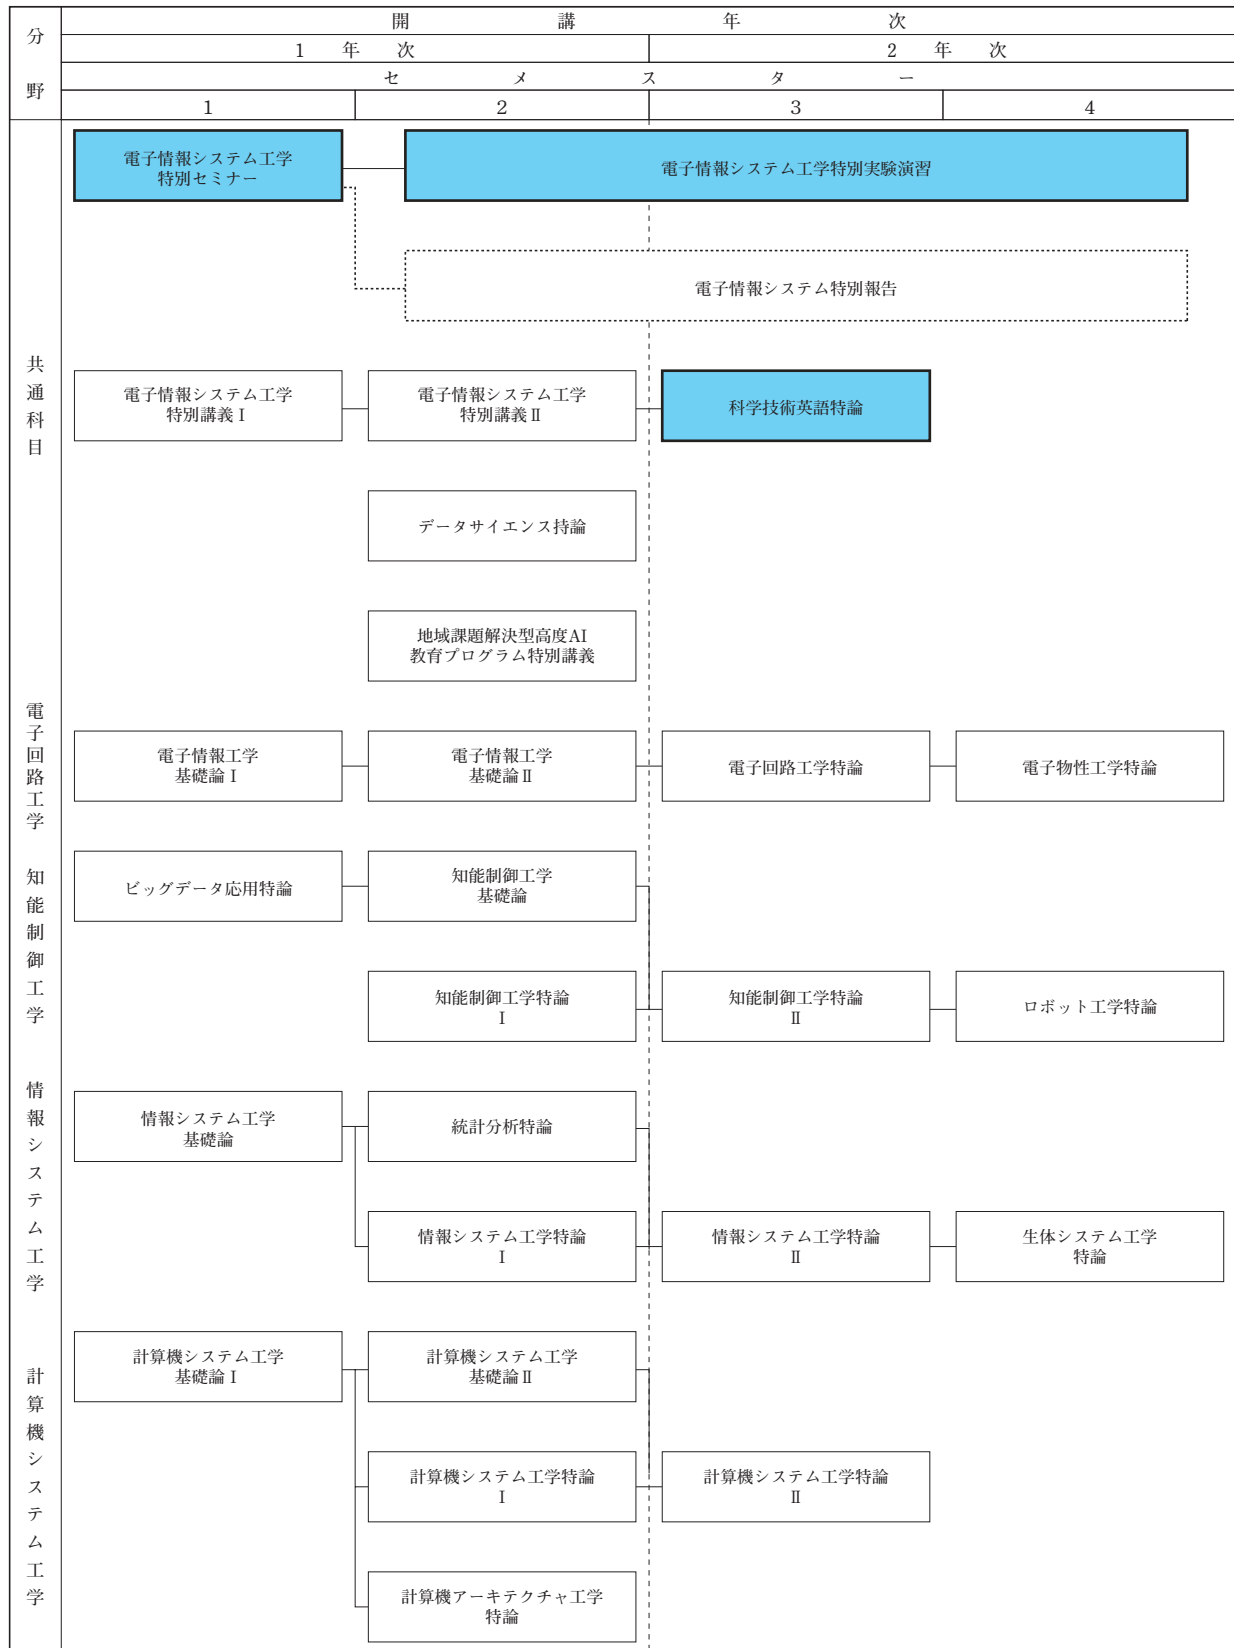 分野
開講年次
1年次
2年次
セメスター
1
2
3
4
共通科目
電子情報システム工学
特別セミナー
電子情報システム工学特別実験演習
電子情報システム特別報告
電子情報システム工学
特別講義Ⅰ
電子情報システム工学
特別講義Ⅱ
科学技術英語特論
データサイエンス持論
地域課題解決型高度AI
教育プログラム特別講義
電子回路工学
電子情報工学
基礎論Ⅰ
電子情報工学
基礎論Ⅱ
電子回路工学特論
電子物性工学特論
知能制御工学
ビッグデータ応用特論
知能制御工学
基礎論
知能制御工学特論
Ⅰ
知能制御工学特論
Ⅱ
ロボット工学特論
情報システム工学
情報システム工学
基礎論
統計分析特論
情報システム工学特論
Ⅰ
情報システム工学特論
Ⅱ
生体システム工学
特論
計算機システム工学
計算機システム工学
基礎論Ⅰ
計算機システム工学
基礎論Ⅱ
計算機システム工学特論
Ⅰ
計算機システム工学特論
Ⅱ
計算機アーキテクチャ工学
特論